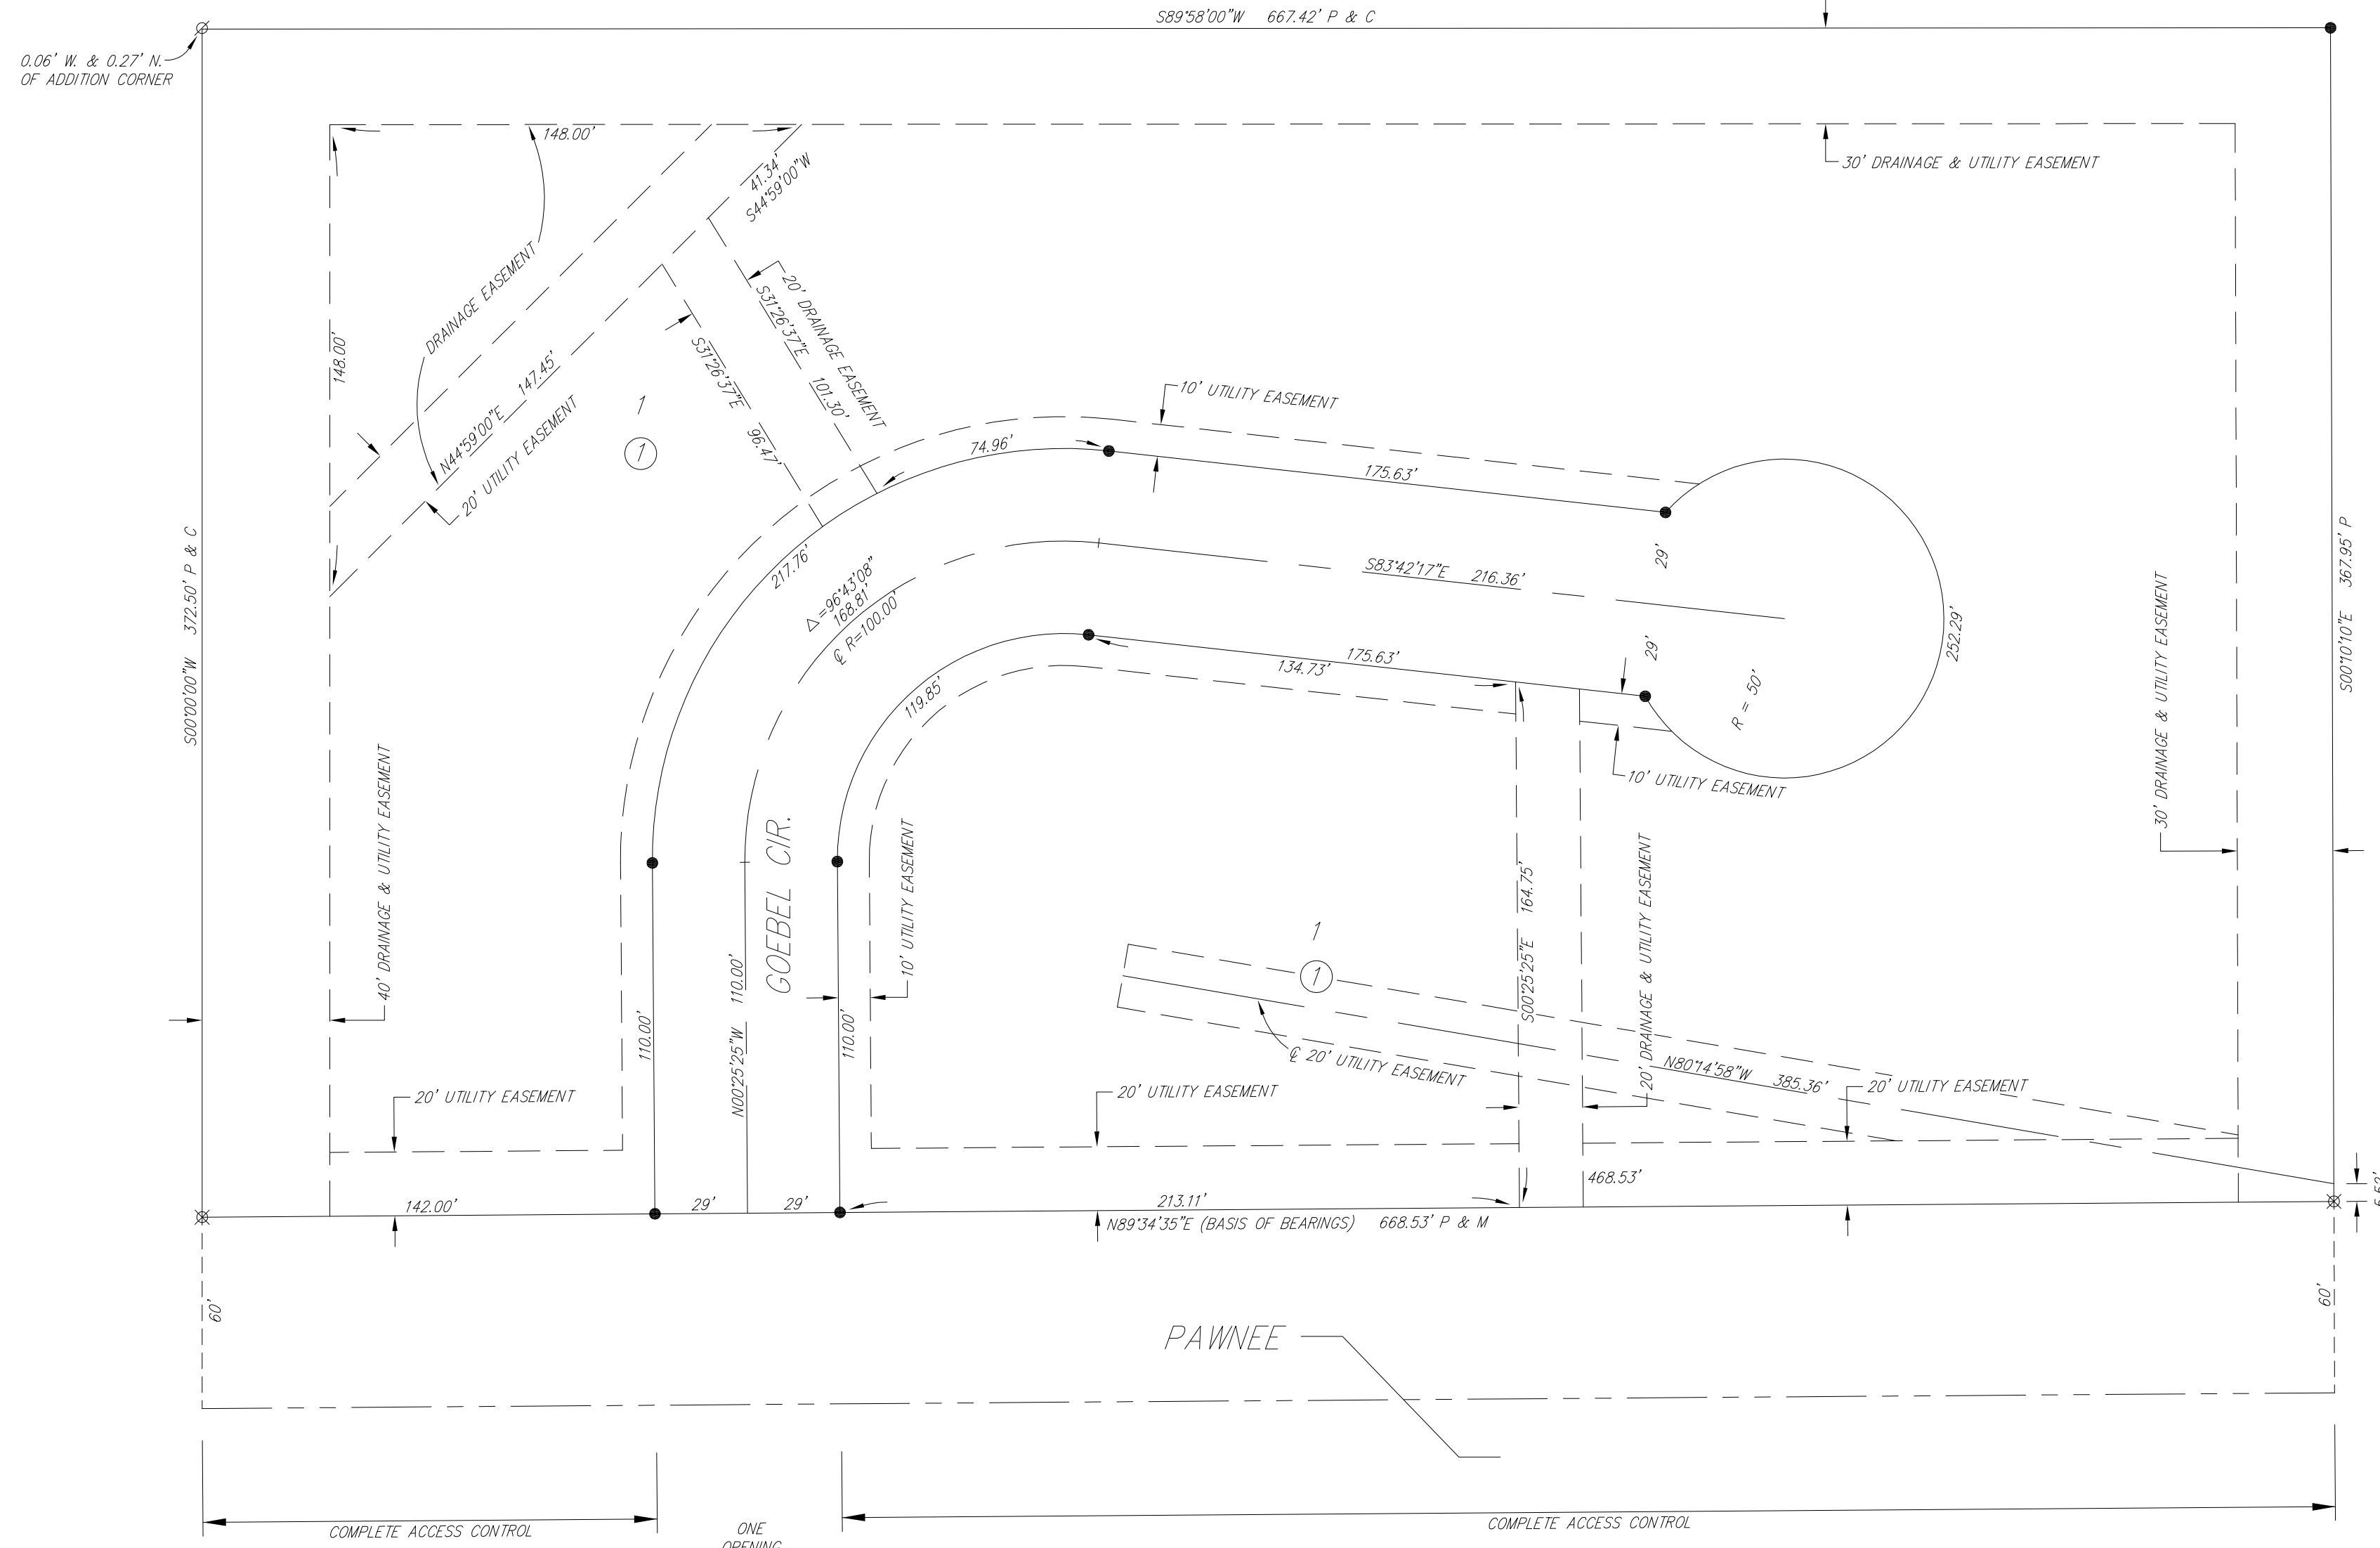 S89°58'00"W 667.42' P & C
0.06' W. & 0.27' N.
OF ADDITION CORNER
148.00'
41.34'
S44°59'00"W
30' DRAINAGE & UTILITY EASEMENT
DRAINAGE EASEMENT
20' DRAINAGE EASEMENT
S31°26'37"E 101.30'
S31°26'37"E 96.47'
148.00'
N44°59'00"E 147.45'
20' UTILITY EASEMENT
1
1
10' UTILITY EASEMENT
74.96'
175.63'
S00°00'00"W 372.50' P & C
217.76'
Δ=96°43'08"
168.81'
℄ R=100.00'
S83°42'17"E 216.36'
29'
29'
252.29'
R = 50'
S00°10'10"E 367.95' P
30' DRAINAGE & UTILITY EASEMENT
119.85'
175.63'
134.73'
10' UTILITY EASEMENT
40' DRAINAGE & UTILITY EASEMENT
GOEBEL CIR.
10' UTILITY EASEMENT
110.00'
N00°25'25"W 110.00'
110.00'
S00°25'25"E 164.75'
20' DRAINAGE & UTILITY EASEMENT
1
1
℄ 20' UTILITY EASEMENT
N80°14'58"W 385.36'
20' UTILITY EASEMENT
20' UTILITY EASEMENT
20' UTILITY EASEMENT
468.53'
142.00'
29'
29'
213.11'
5.52'
N89°34'35"E (BASIS OF BEARINGS) 668.53' P & M
60'
60'
PAWNEE
COMPLETE ACCESS CONTROL
ONE
OPENING
COMPLETE ACCESS CONTROL